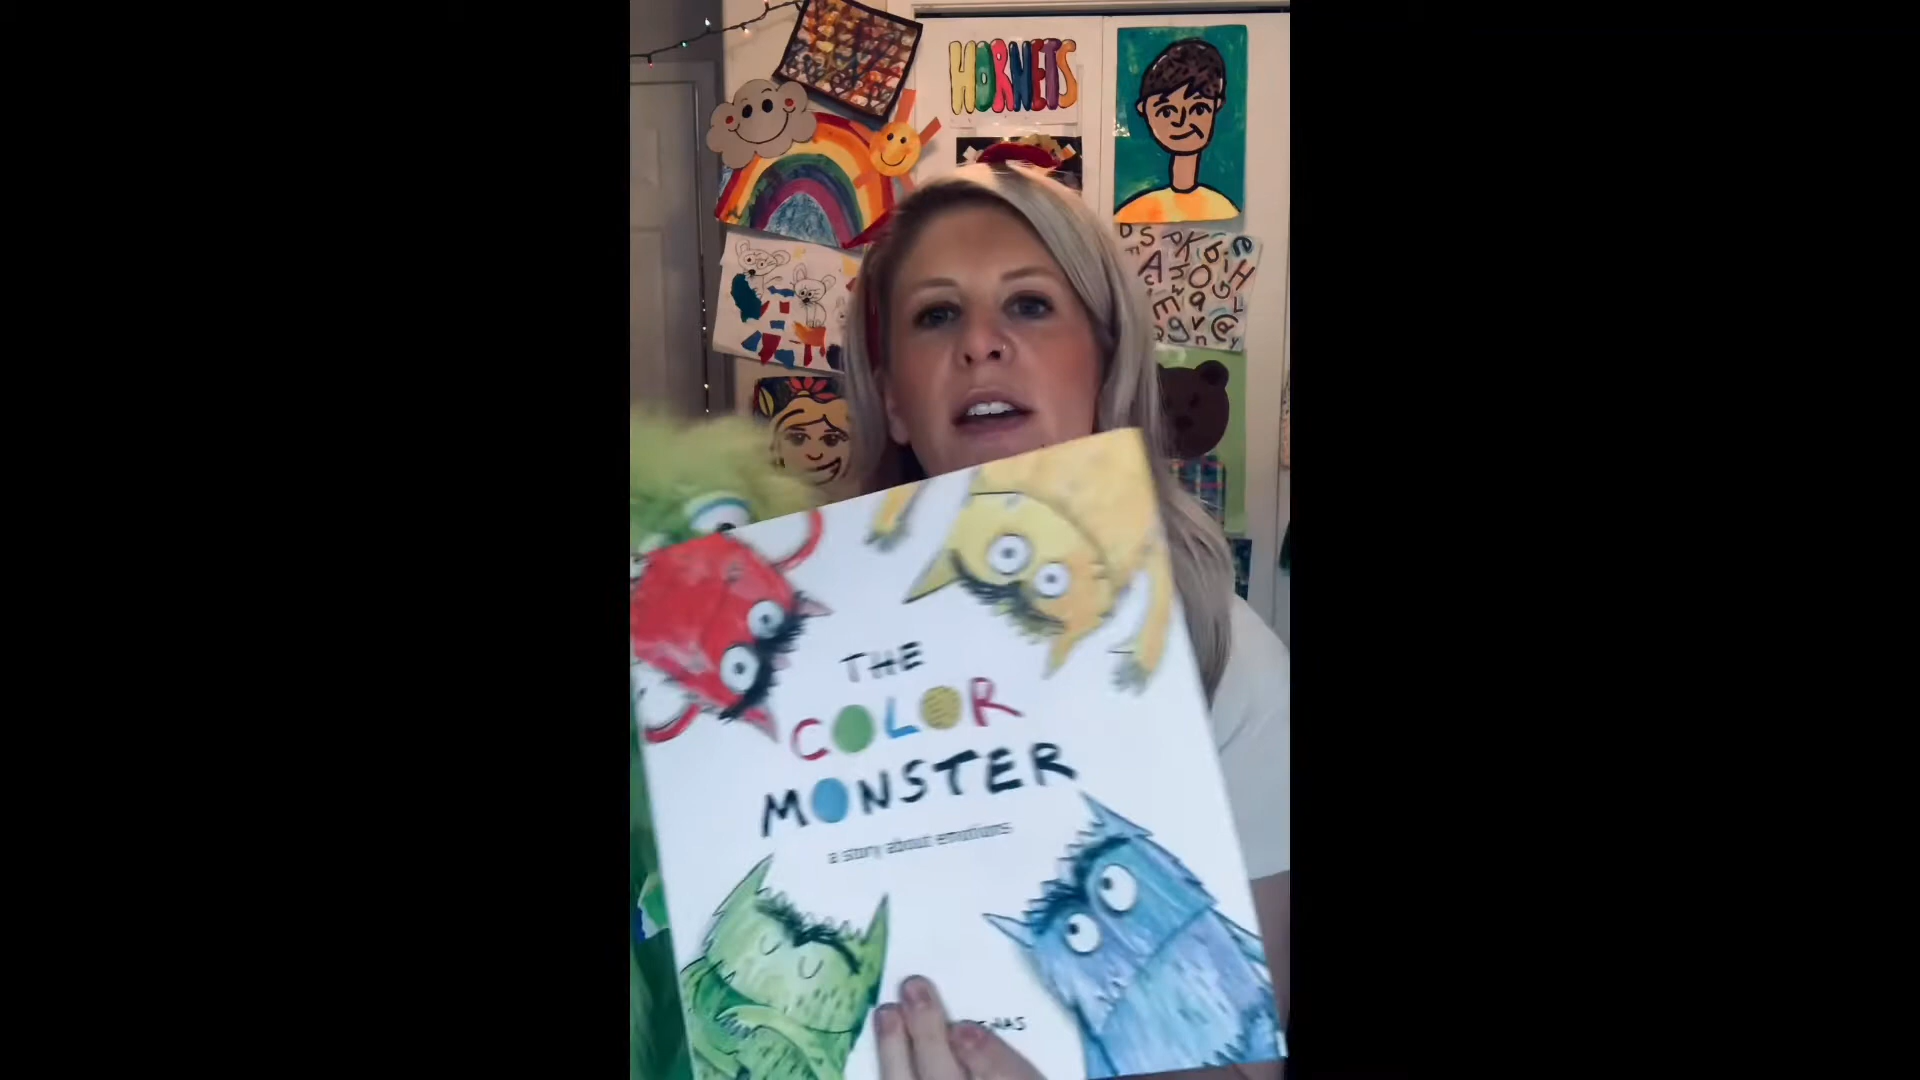 HORNETS
THE
COLOR
MONSTER
a story about emotions